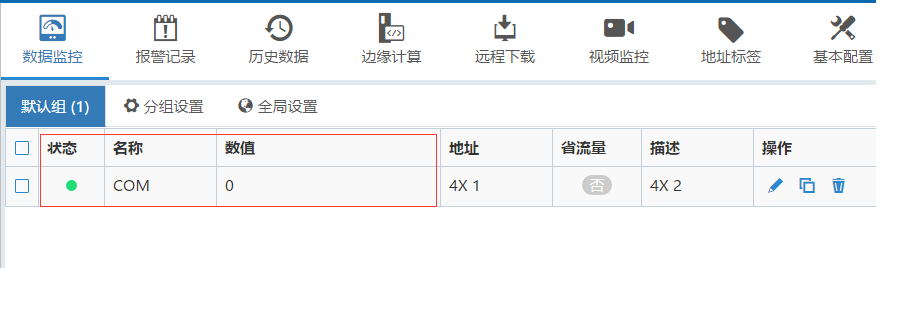 数据监控 报警记录 历史数据 边缘计算 远程下载 视频监控 地址标签 基本配置
默认组 (1) 分组设置 全局设置
状态 名称 数值 地址 省流量 描述 操作
COM 0 4X 1 否 4X 2